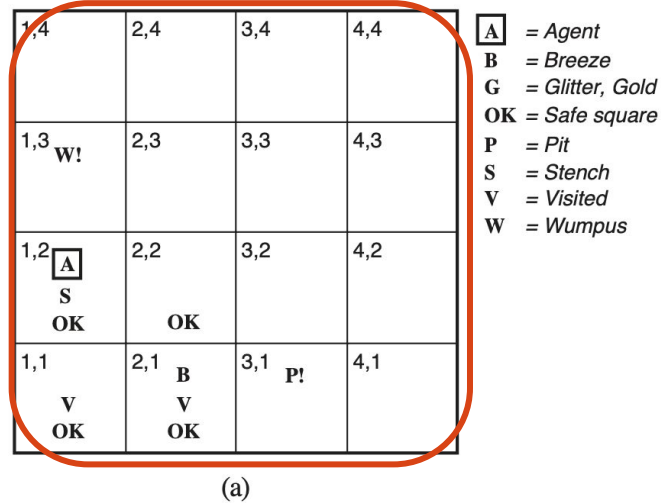 1,4 2,4 3,4 4,4
1,3 W! 2,3 3,3 4,3
1,2 A 2,2 3,2 4,2
S
OK OK
1,1 2,1 B 3,1 P! 4,1
V V
OK OK
(a)
A = Agent
B = Breeze
G = Glitter, Gold
OK = Safe square
P = Pit
S = Stench
V = Visited
W = Wumpus